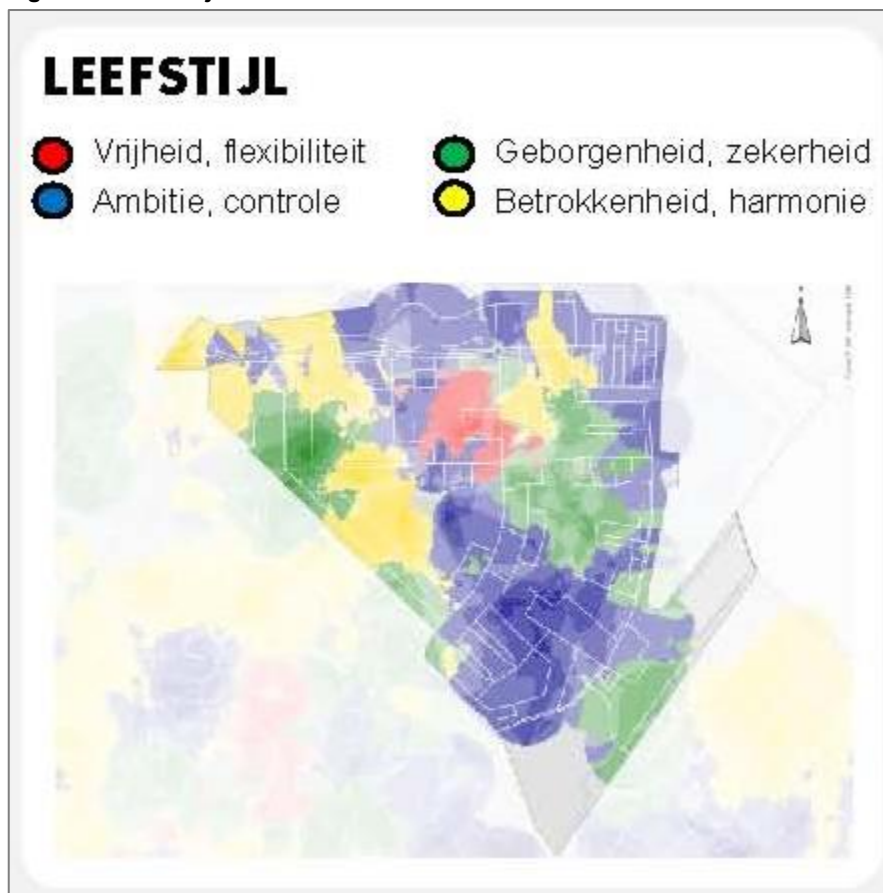 LEEFSTIJL
Vrijheid, flexibiliteit
Geborgenheid, zekerheid
Ambitie, controle
Betrokkenheid, harmonie